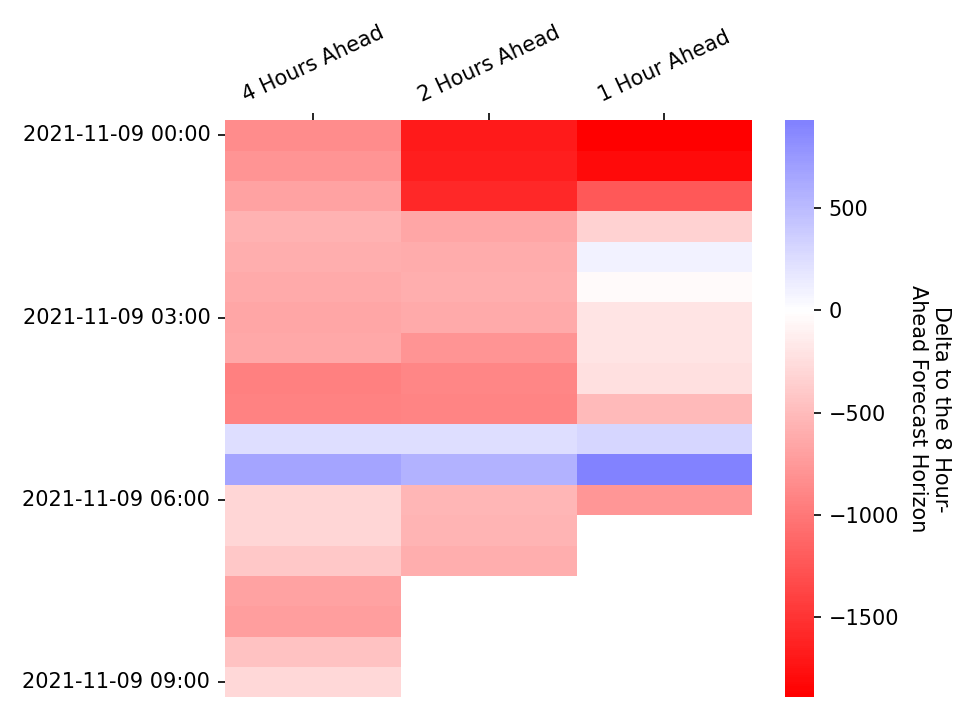 4 Hours Ahead
2 Hours Ahead
1 Hour Ahead
2021-11-09 00:00
2021-11-09 03:00
2021-11-09 06:00
2021-11-09 09:00
500
0
−500
−1000
−1500
Delta to the 8 Hour-
Ahead Forecast Horizon